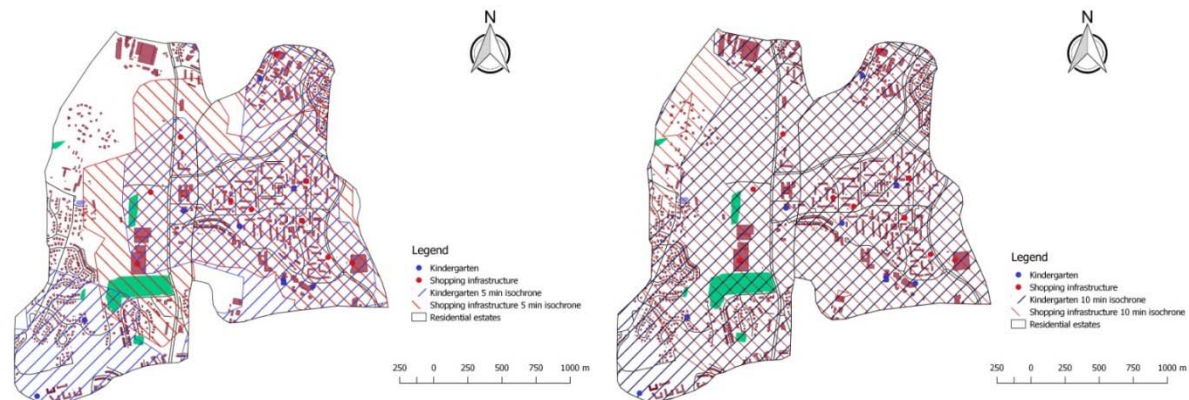 N
Legend
Kindergarten
Shopping infrastructure
Kindergarten 5 min isochrone
Shopping infrastructure 5 min isochrone
Residential estates
250 0 250 500 750 1000 m
N
Legend
Kindergarten
Shopping infrastructure
Kindergarten 10 min isochrone
Shopping infrastructure 10 min isochrone
Residential estates
250 0 250 500 750 1000 m